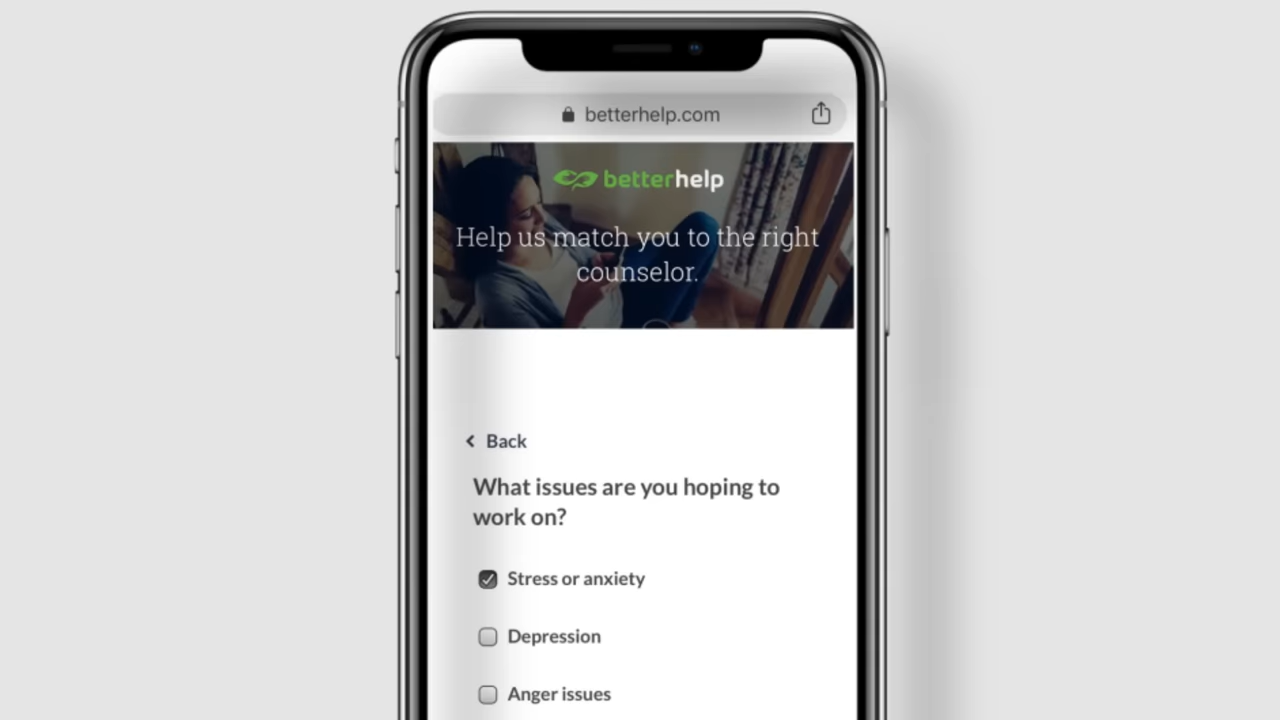 betterhelp.com
betterhelp
Help us match you to the right
counselor.
Back
What issues are you hoping to
work on?
Stress or anxiety
Depression
Anger issues